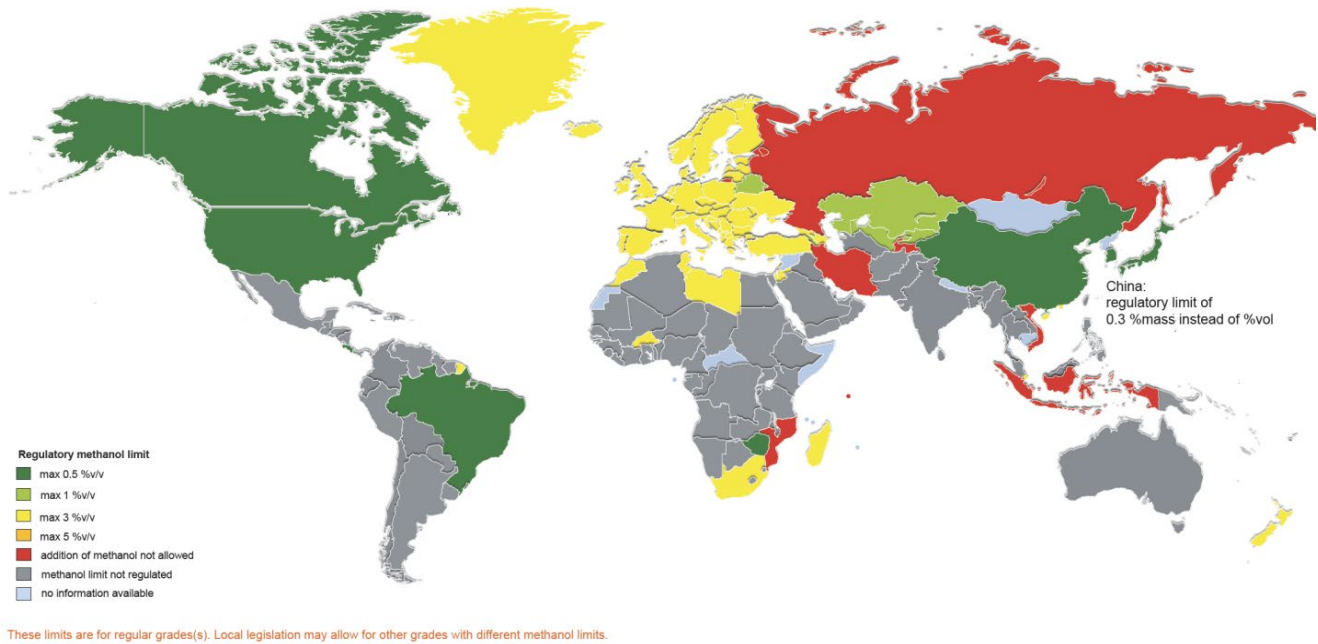 China:
regulatory limit of
0.3 %mass instead of %vol
Regulatory methanol limit
max 0.5 %v/v
max 1 %v/v
max 3 %v/v
max 5 %v/v
addition of methanol not allowed
methanol limit not regulated
no information available
These limits are for regular grades(s). Local legislation may allow for other grades with different methanol limits.